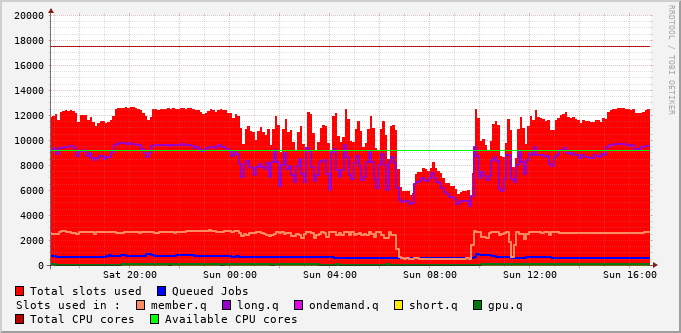 20000
18000
16000
14000
12000
10000
8000
6000
4000
2000
0
Sat 20:00 Sun 00:00 Sun 04:00 Sun 08:00 Sun 12:00 Sun 16:00
RRDTOOL / TOBI OETIKER
Total slots used Queued Jobs
Slots used in : member.q long.q ondemand.q short.q gpu.q
Total CPU cores Available CPU cores